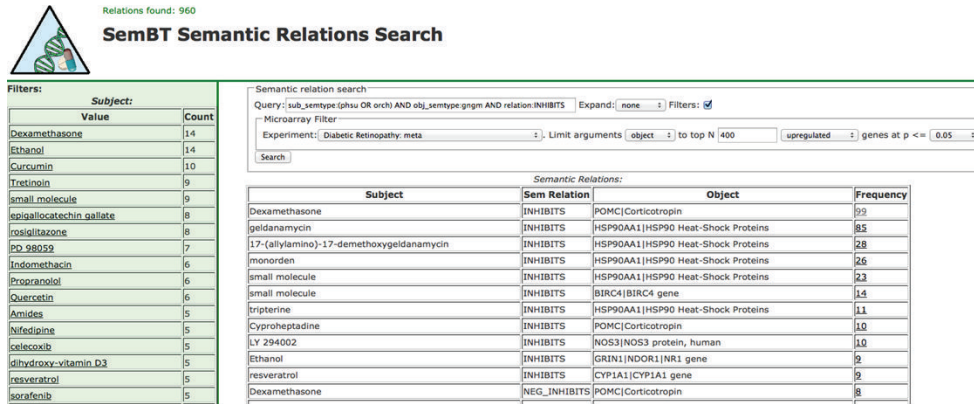 Relations found: 960
SemBT Semantic Relations Search
Filters:
Subject:
Value Count
Dexamethasone 14
Ethanol 14
Curcumin 10
Tretinoin 9
small molecule 9
epigallocatechin gallate 8
rosiglitazone 8
PD 98059 7
Indomethacin 6
Propranolol 6
Quercetin 6
Amides 5
Nifedipine 5
celecoxib 5
dihydroxy-vitamin D3 5
resveratrol 5
sorafenib 5
Semantic relation search
Query: sub_semtype:(phsu OR orch) AND obj_semtype:gngm AND relation:INHIBITS Expand: none Filters:
Microarray Filter
Experiment: Diabetic Retinopathy: meta . Limit arguments object to top N 400 upregulated genes at p <= 0.05
Search
Semantic Relations:
Subject Sem Relation Object Frequency
Dexamethasone INHIBITS POMC|Corticotropin 99
geldanamycin INHIBITS HSP90AA1|HSP90 Heat-Shock Proteins 85
17-(allylamino)-17-demethoxygeldanamycin INHIBITS HSP90AA1|HSP90 Heat-Shock Proteins 28
monorden INHIBITS HSP90AA1|HSP90 Heat-Shock Proteins 26
small molecule INHIBITS HSP90AA1|HSP90 Heat-Shock Proteins 23
small molecule INHIBITS BIRC4|BIRC4 gene 14
tripterine INHIBITS HSP90AA1|HSP90 Heat-Shock Proteins 11
Cyproheptadine INHIBITS POMC|Corticotropin 10
LY 294002 INHIBITS NOS3|NOS3 protein, human 10
Ethanol INHIBITS GRIN1|NDOR1|NR1 gene 9
resveratrol INHIBITS CYP1A1|CYP1A1 gene 9
Dexamethasone NEG_INHIBITS POMC|Corticotropin 8